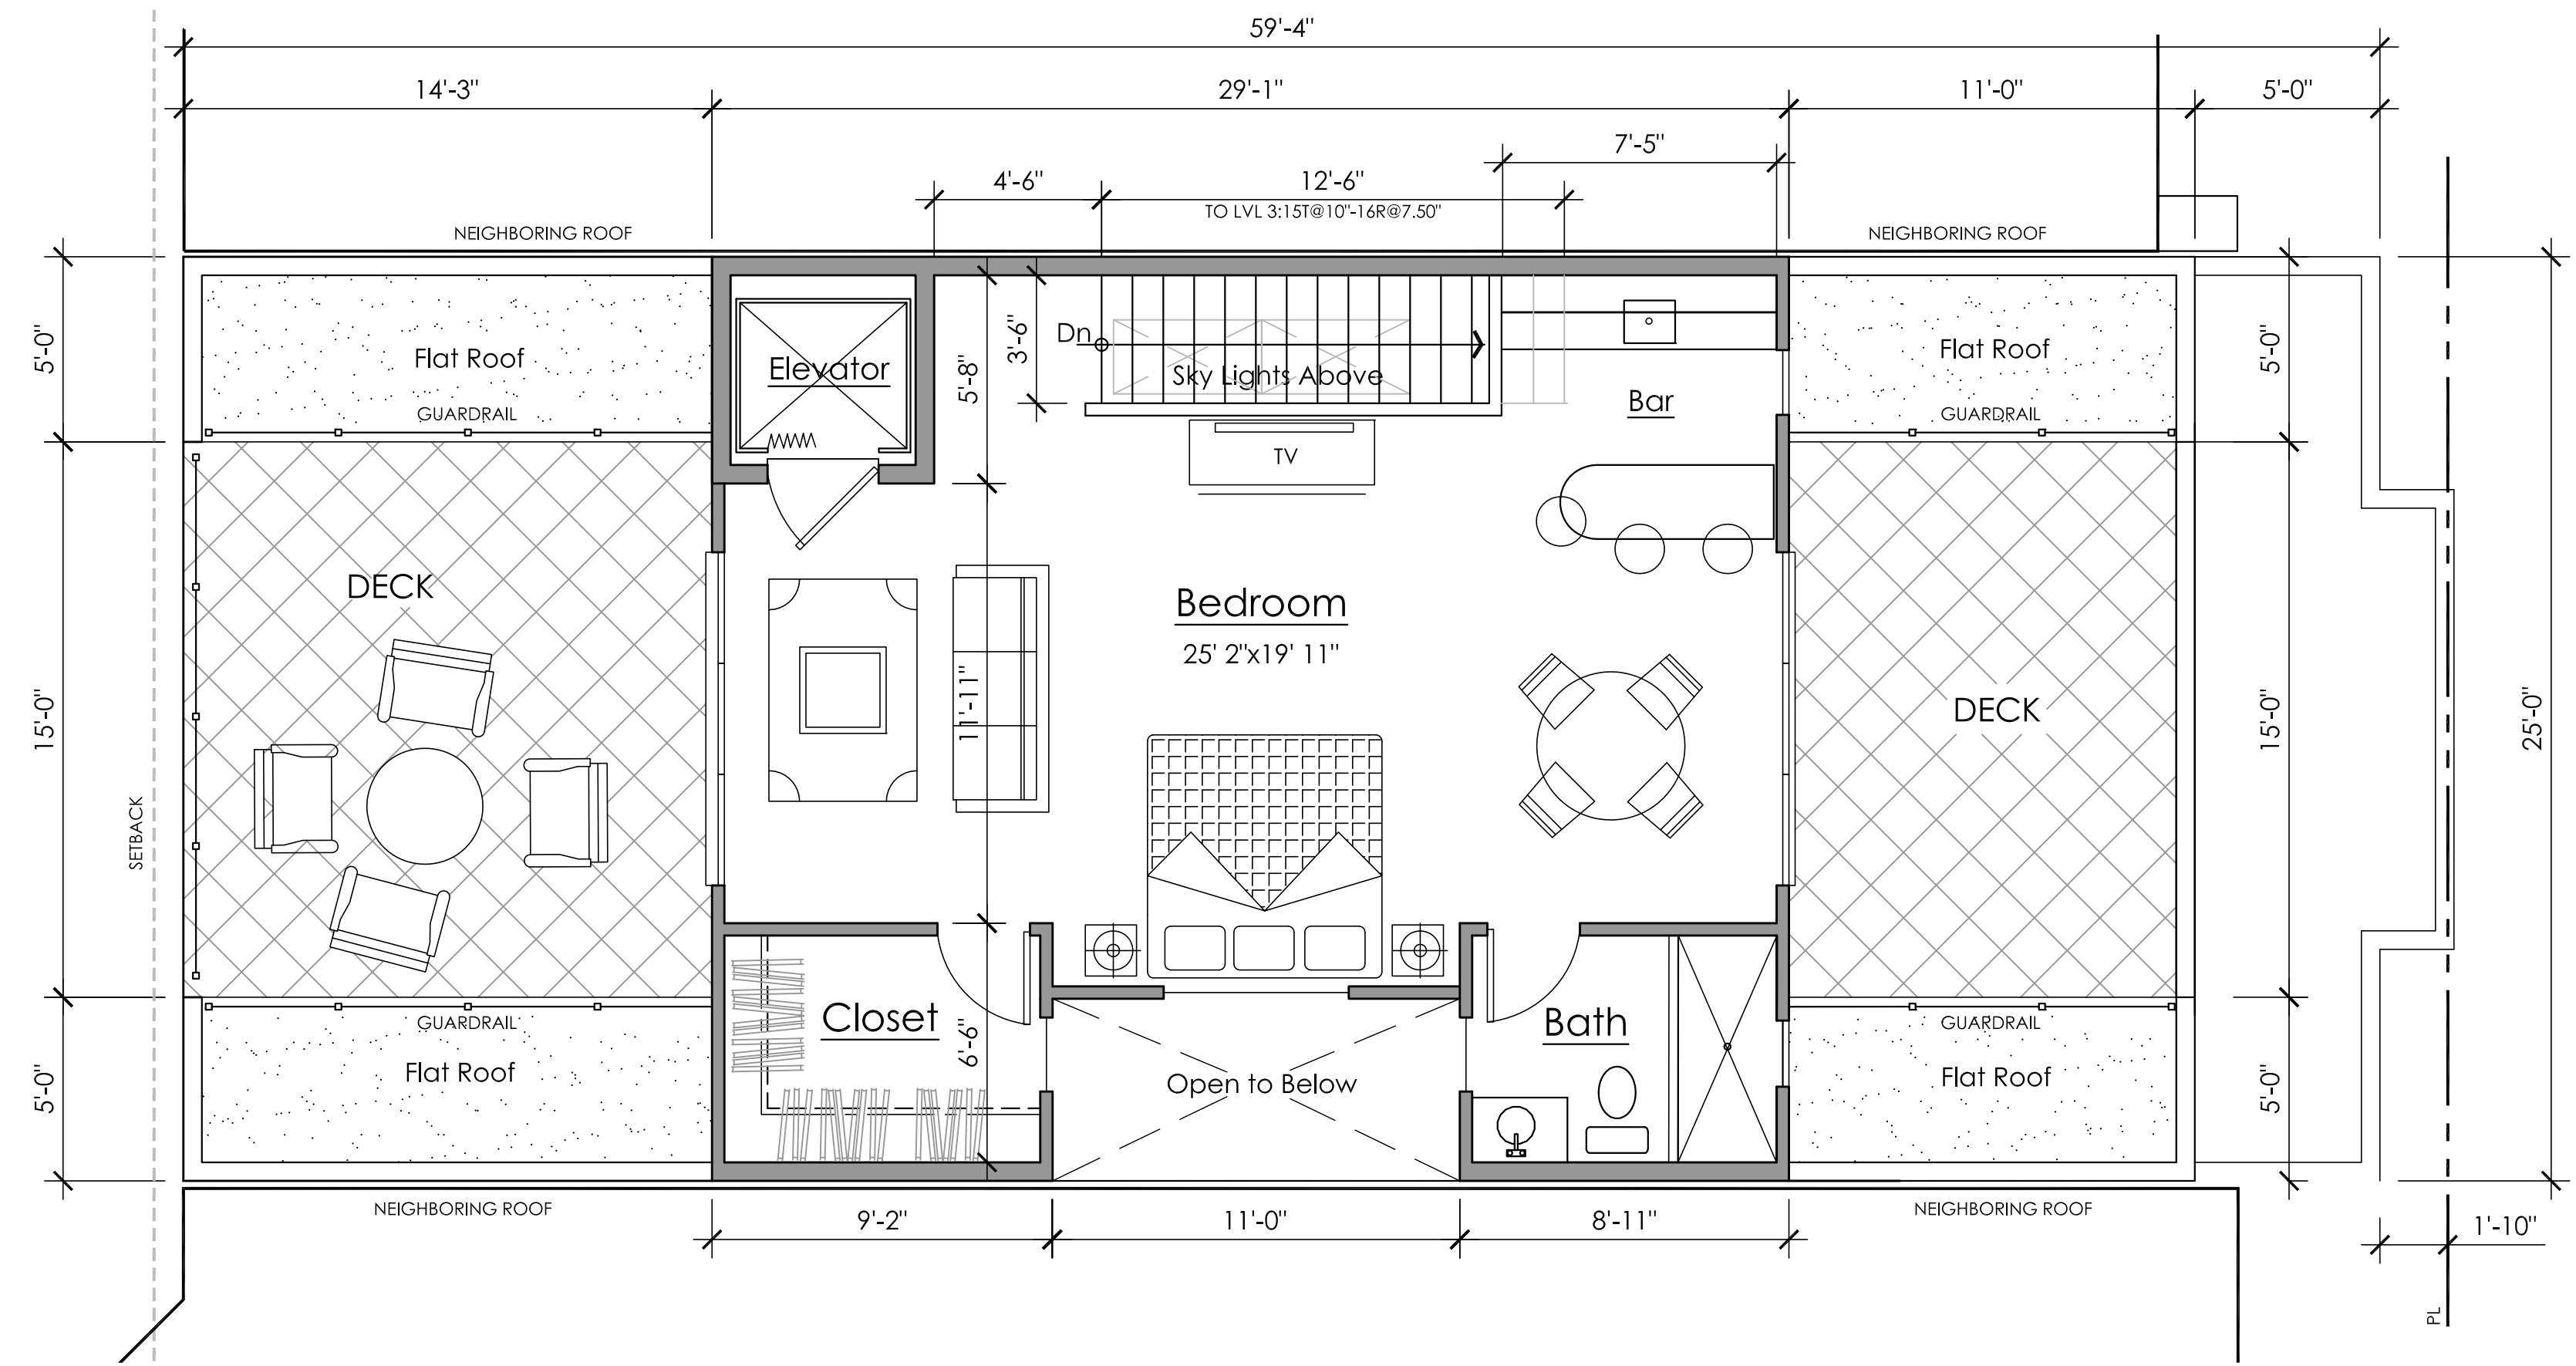 59'-4"
14'-3"
29'-1"
11'-0"
5'-0"
7'-5"
4'-6"
12'-6"
TO LVL 3:15T@10"-16R@7.50"
NEIGHBORING ROOF
NEIGHBORING ROOF
5'-0"
Flat Roof
GUARDRAIL
Elevator
5'-8"
3'-6"
Dn
Sky Lights Above
TV
Bar
Flat Roof
GUARDRAIL
5'-0"
DECK
Bedroom
25' 2"x19' 11"
11'-11"
DECK
15'-0"
15'-0"
25'-0"
SETBACK
Closet
6'-6"
Open to Below
Bath
GUARDRAIL
Flat Roof
5'-0"
GUARDRAIL
Flat Roof
5'-0"
NEIGHBORING ROOF
9'-2"
11'-0"
8'-11"
NEIGHBORING ROOF
1'-10"
PL